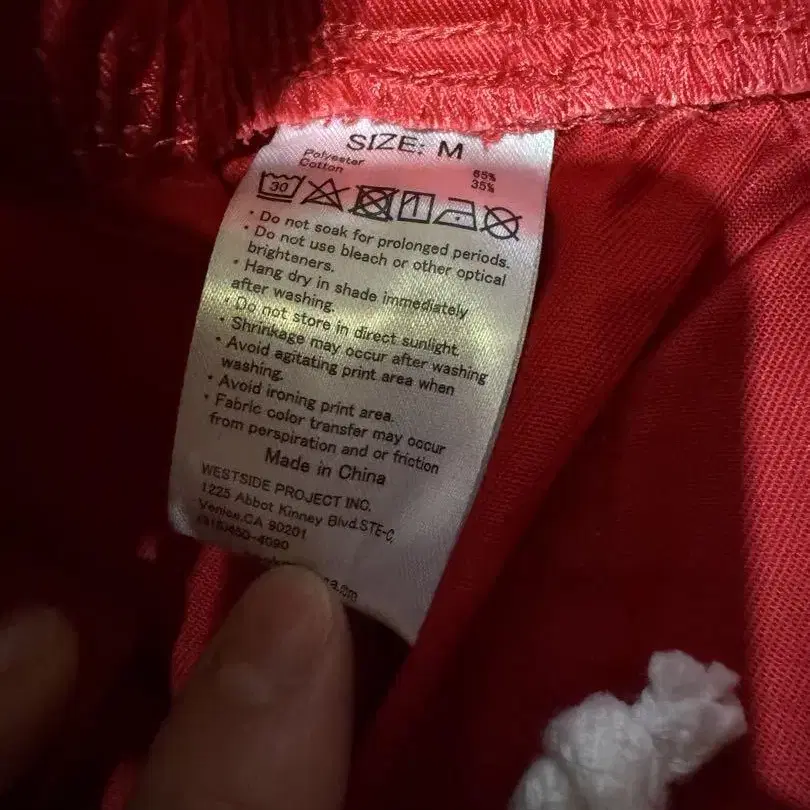 SIZE: M
Polyester 65%
Cotton 35%
30
• Do not soak for prolonged periods.
• Do not use bleach or other optical
brighteners.
• Hang dry in shade immediately
after washing.
• Do not store in direct sunlight.
• Shrinkage may occur after washing
• Avoid agitating print area when
washing.
• Avoid ironing print area.
• Fabric color transfer may occur
from perspiration and or friction
Made in China
WESTSIDE PROJECT INC.
1225 Abbot Kinney Blvd.STE-C,
Venice.CA 90201